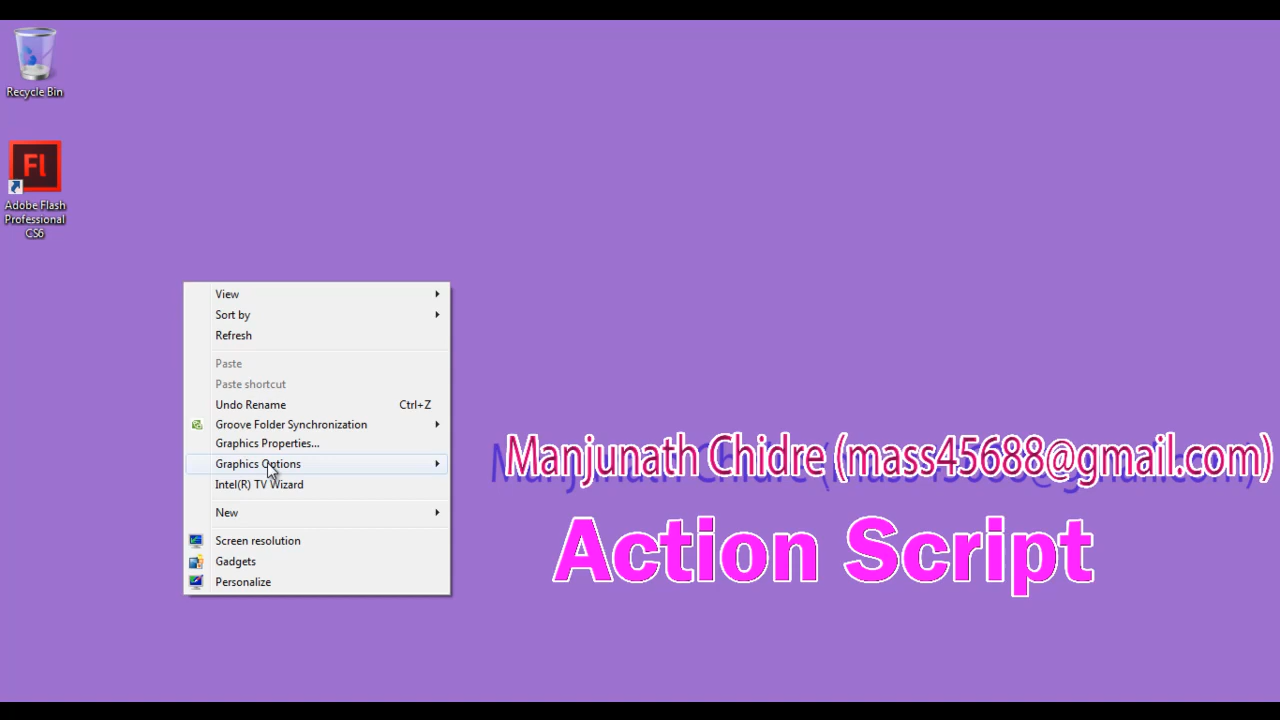 Recycle Bin
Fl
Adobe Flash
Professional
CS6
View
Sort by
Refresh
Paste
Paste shortcut
Undo Rename Ctrl+Z
Groove Folder Synchronization
Graphics Properties...
Graphics Options
Intel(R) TV Wizard
New
Screen resolution
Gadgets
Personalize
Manjunath Chidre (mass45688@gmail.com)
Action Script